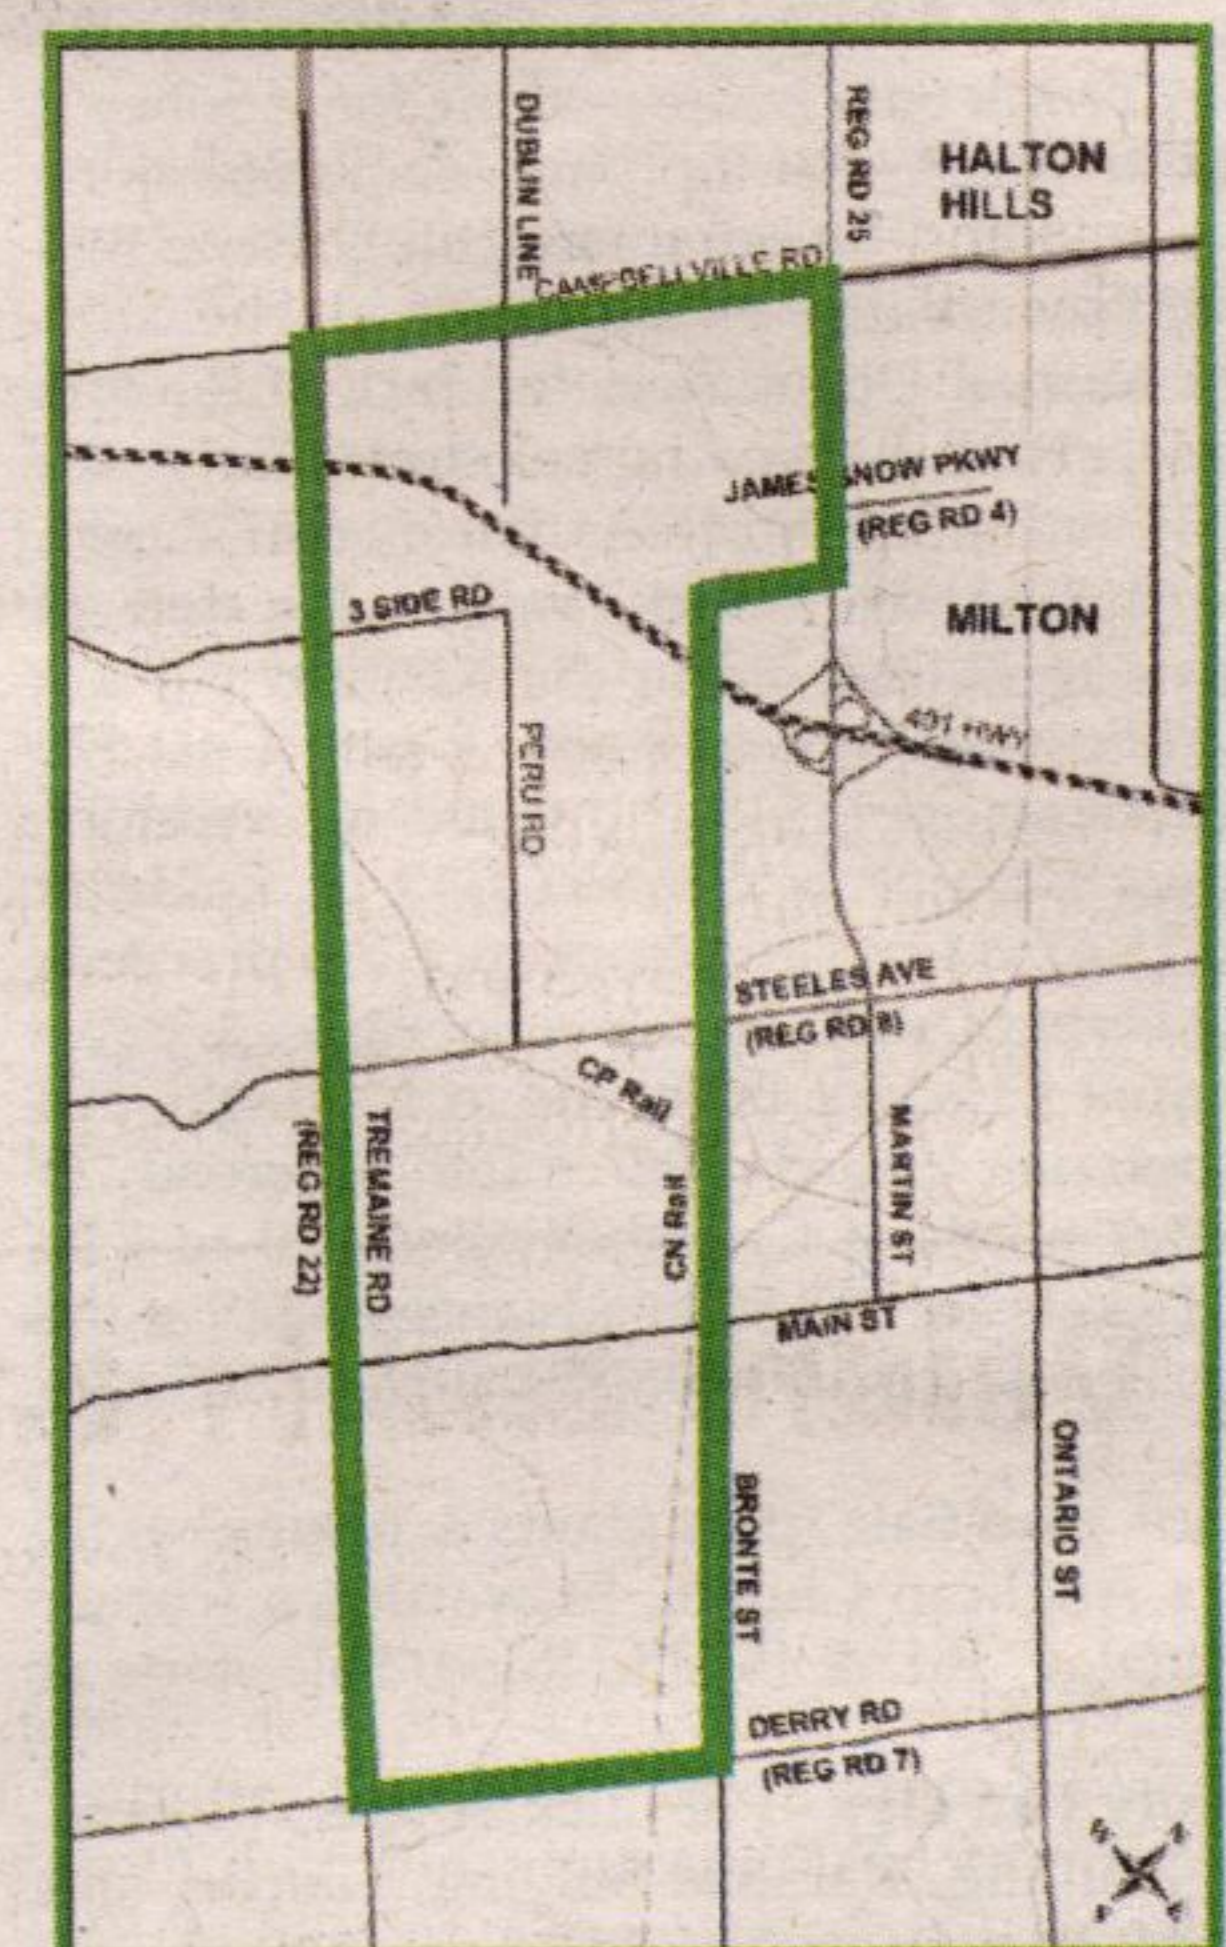 DUBLIN LINE
REG RD 25
HALTON
HILLS
CAMPBELLVILLE RD
JAMES SNOW PKWY
(REG RD 4)
3 SIDE RD
MILTON
PERU RD
401 HWY
STEELES AVE
(REG RD 8)
CP Rail
(REG RD 22)
TREMAINE RD
CN Rail
MARTIN ST
MAIN ST
BRONTE ST
ONTARIO ST
DERRY RD
(REG RD 7)